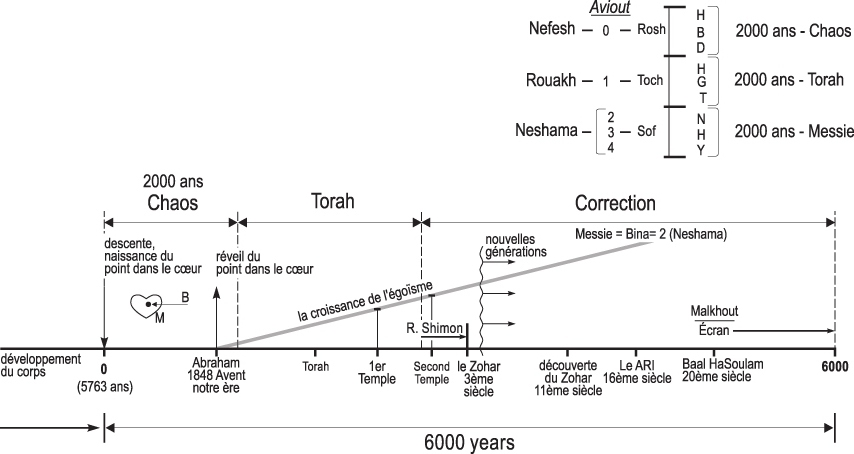 Aviout
Nefesh – 0 – Rosh
H
B
D
2000 ans - Chaos
Rouakh – 1 – Toch
H
G
T
2000 ans - Torah
Neshama –
2
3
4
– Sof
N
H
Y
2000 ans - Messie
2000 ans
Chaos
Torah
Correction
Messie = Bina= 2 (Neshama)
descente,
naissance du
point dans le cœur
réveil du
point dans le cœur
nouvelles
générations
B
M
la croissance de l'égoïsme
R. Shimon
Malkhout
Écran
développement
du corps
0
(5763 ans)
Abraham
1848 Avent
notre ère
Torah
1er
Temple
Second
Temple
le Zohar
3ème
siècle
découverte
du Zohar
11ème siècle
Le ARI
16ème siècle
Baal HaSoulam
20ème siècle
6000
6000 years